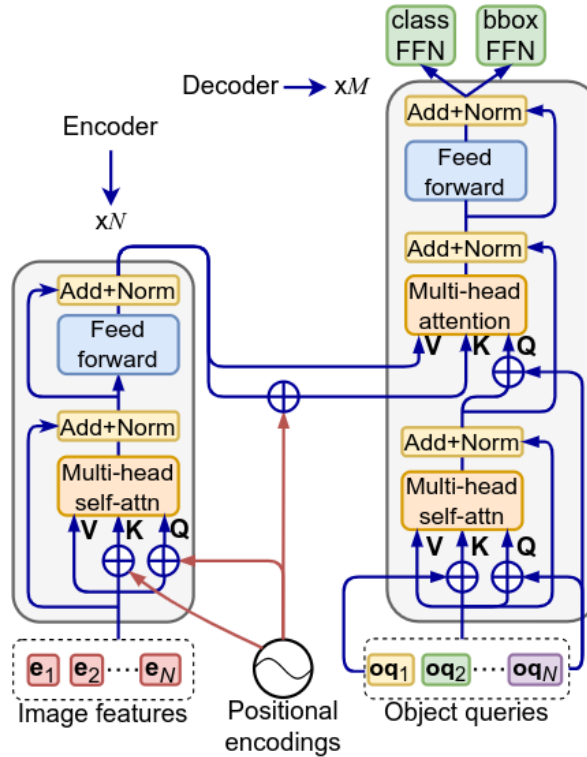 class
FFN
bbox
FFN
Decoder
xM
Add+Norm
Feed
forward
Add+Norm
Multi-head
attention
V
K
Q
Add+Norm
Multi-head
self-attn
V
K
Q
Encoder
xN
Add+Norm
Feed
forward
Add+Norm
Multi-head
self-attn
V
K
Q
e1 e2 ····· eN
Image features
Positional
encodings
oq1 oq2 ····· oqN
Object queries